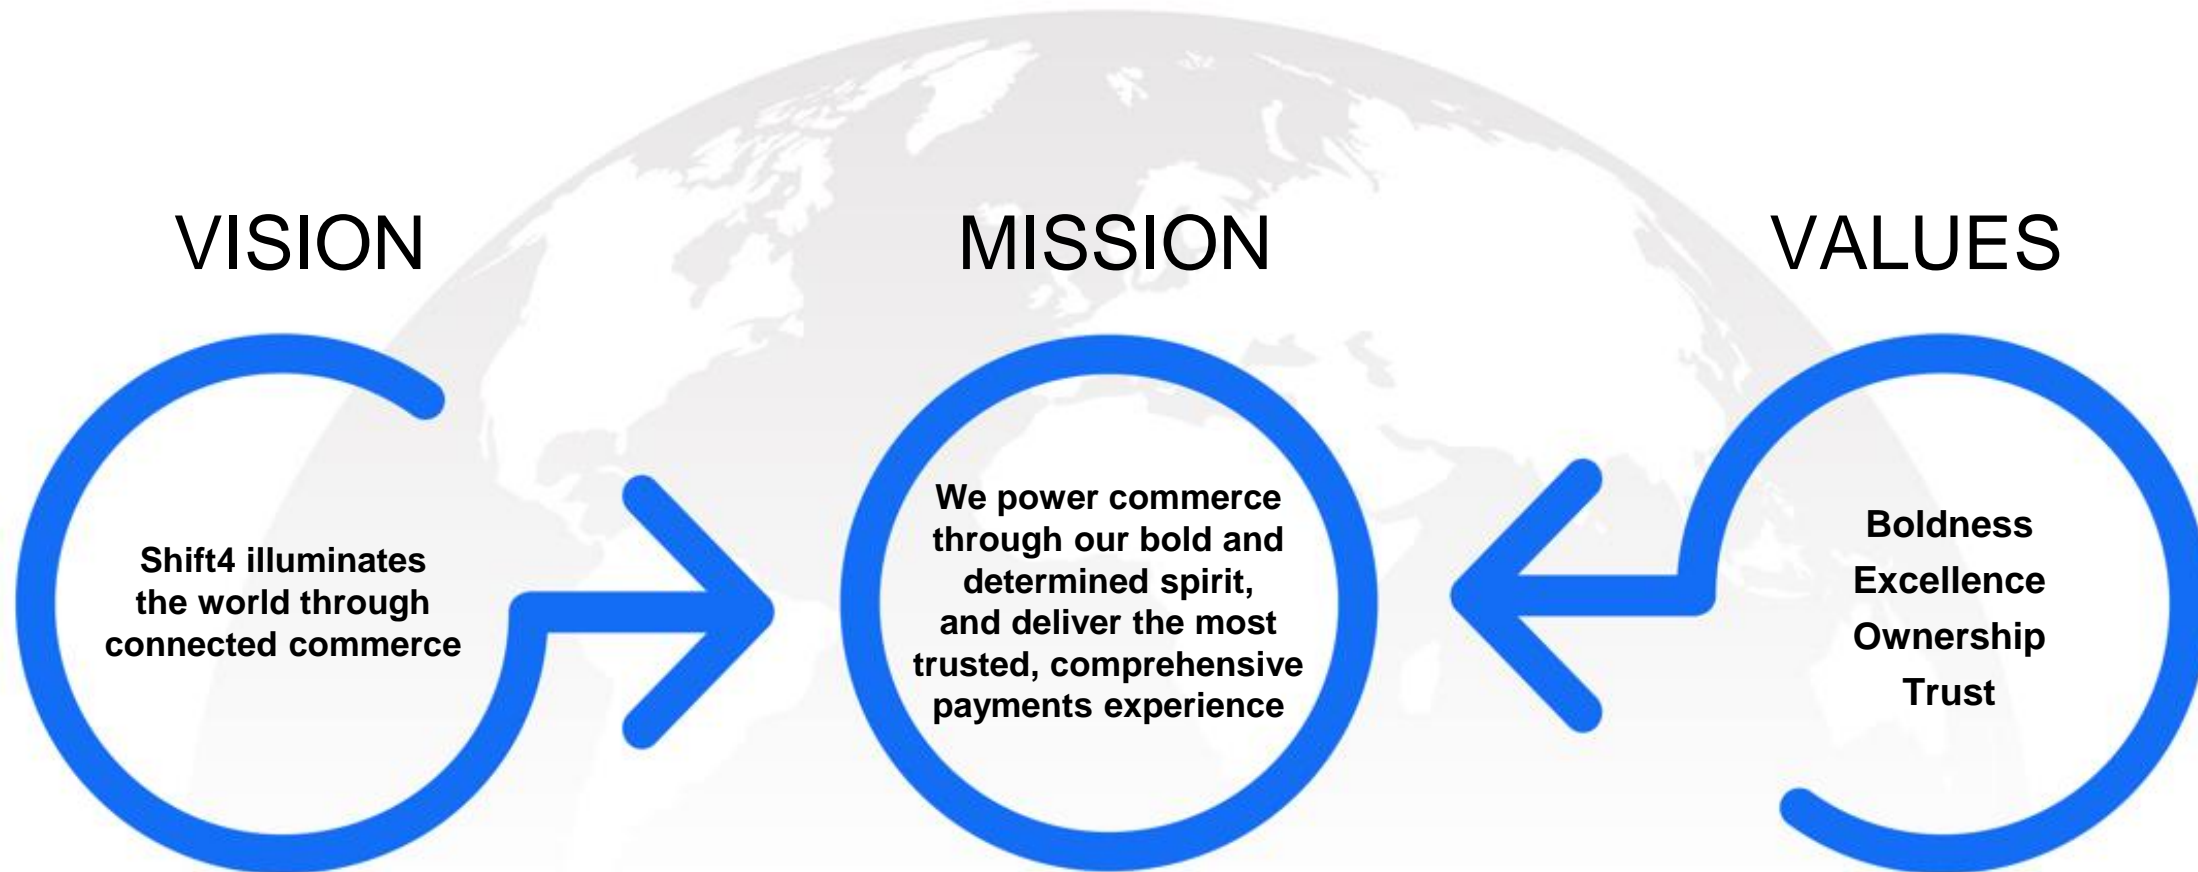 VISION
Shift4 illuminates
the world through
connected commerce
MISSION
We power commerce
through our bold and
determined spirit,
and deliver the most
trusted, comprehensive
payments experience
VALUES
Boldness
Excellence
Ownership
Trust